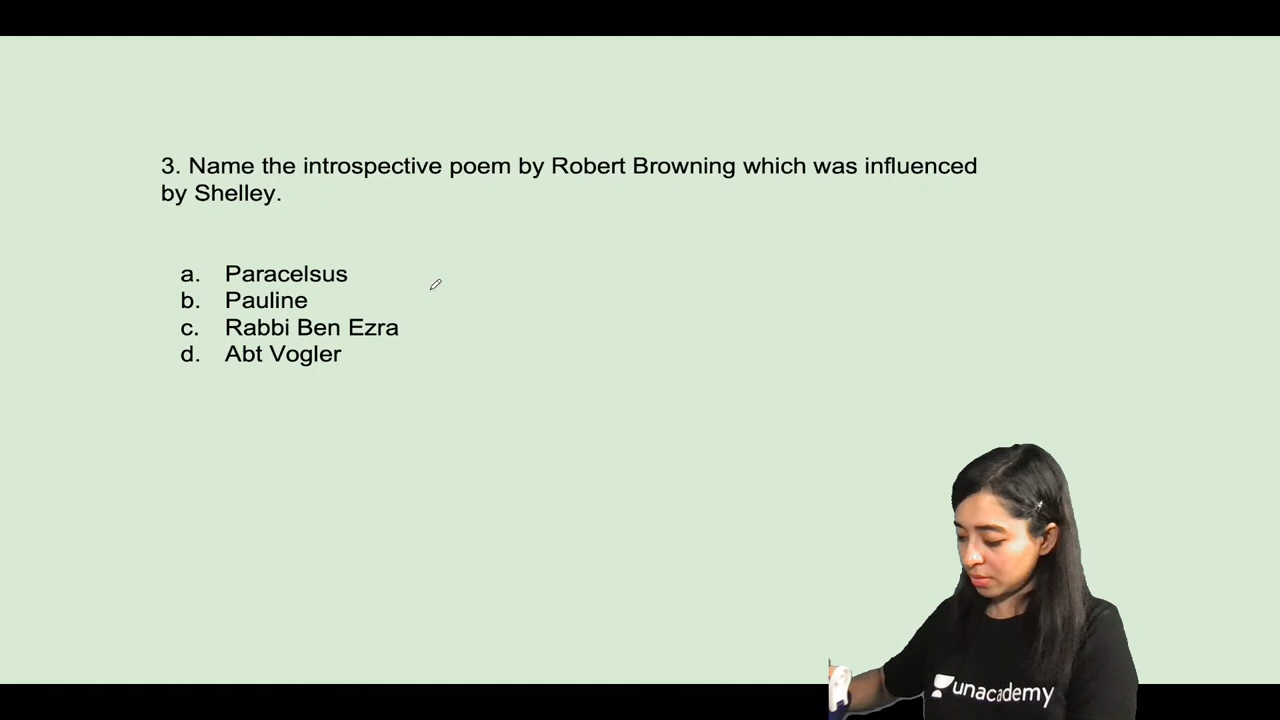 3. Name the introspective poem by Robert Browning which was influenced
by Shelley.
a. Paracelsus
b. Pauline
c. Rabbi Ben Ezra
d. Abt Vogler
unacademy